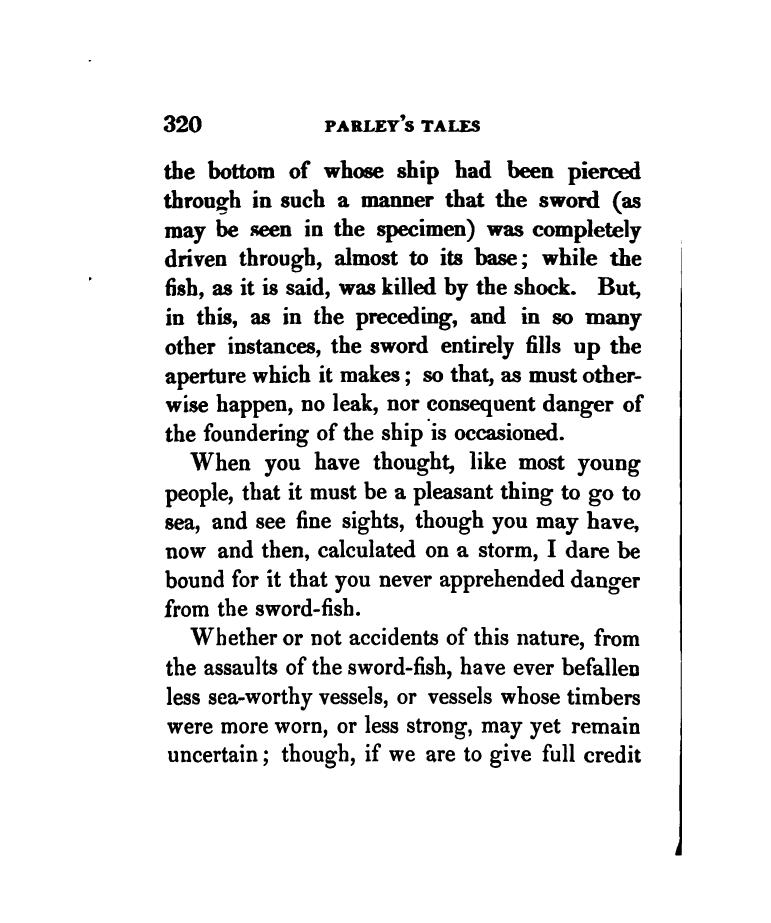 320 PARLEY'S TALES
the bottom of whose ship had been pierced
through in such a manner that the sword (as
may be seen in the specimen) was completely
driven through, almost to its base; while the
fish, as it is said, was killed by the shock. But,
in this, as in the preceding, and in so many
other instances, the sword entirely fills up the
aperture which it makes; so that, as must other-
wise happen, no leak, nor consequent danger of
the foundering of the ship is occasioned.
When you have thought, like most young
people, that it must be a pleasant thing to go to
sea, and see fine sights, though you may have,
now and then, calculated on a storm, I dare be
bound for it that you never apprehended danger
from the sword-fish.
Whether or not accidents of this nature, from
the assaults of the sword-fish, have ever befallen
less sea-worthy vessels, or vessels whose timbers
were more worn, or less strong, may yet remain
uncertain; though, if we are to give full credit